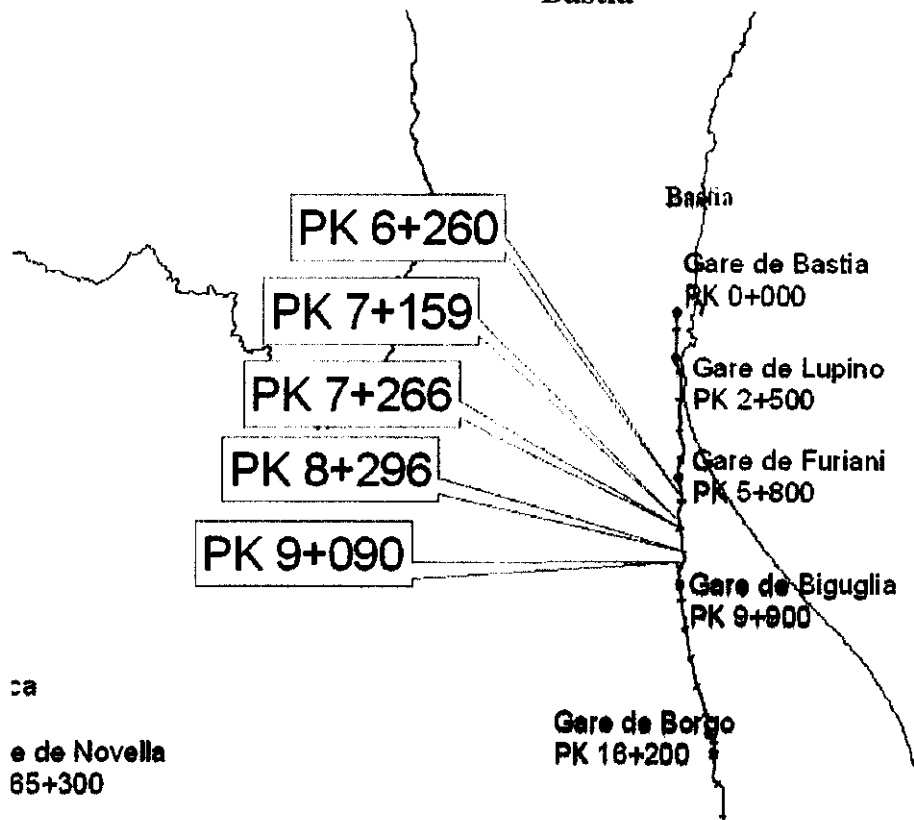 Bastia
Bastia
PK 6+260
Gare de Bastia
PK 0+000
PK 7+159
Gare de Lupino
PK 2+500
PK 7+266
Gare de Furiani
PK 5+800
PK 8+296
PK 9+090
Gare de Biguglia
PK 9+900
ca
Gare de Borgo
PK 16+200
e de Novella
65+300